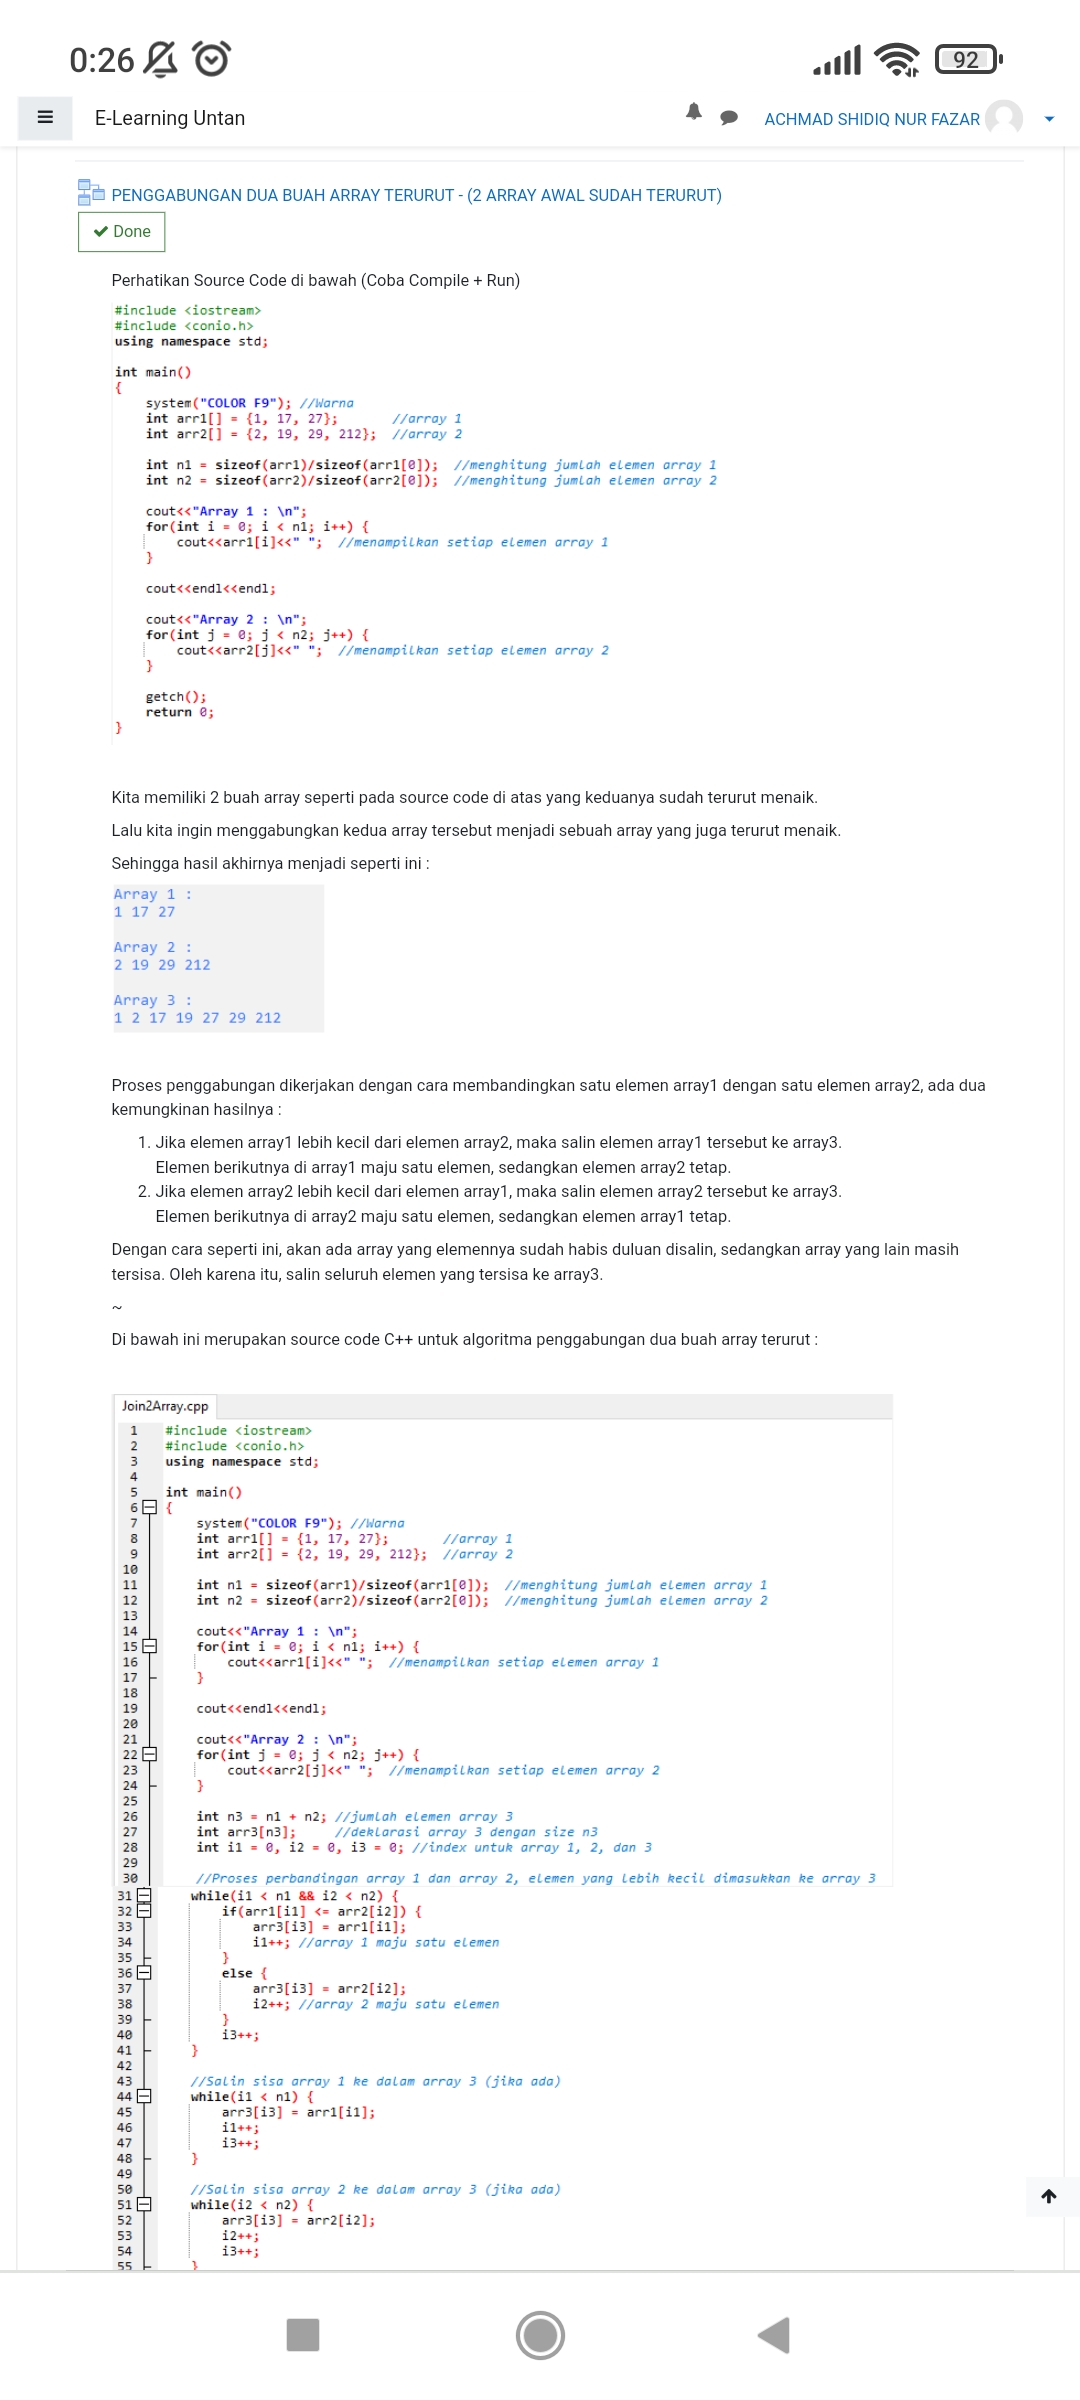 0:26
92
E-Learning Untan
ACHMAD SHIDIQ NUR FAZAR
PENGGABUNGAN DUA BUAH ARRAY TERURUT - (2 ARRAY AWAL SUDAH TERURUT)
Done
Perhatikan Source Code di bawah (Coba Compile + Run)
#include <iostream>
#include <conio.h>
using namespace std;
int main()
{
system("COLOR F9"); //Warna
int arr1[] = {1, 17, 27}; //array 1
int arr2[] = {2, 19, 29, 212}; //array 2
int n1 = sizeof(arr1)/sizeof(arr1[0]); //menghitung jumlah elemen array 1
int n2 = sizeof(arr2)/sizeof(arr2[0]); //menghitung jumlah elemen array 2
cout<<"Array 1 : \n";
for(int i = 0; i < n1; i++) {
cout<<arr1[i]<<" "; //menampilkan setiap elemen array 1
}
cout<<endl<<endl;
cout<<"Array 2 : \n";
for(int j = 0; j < n2; j++) {
cout<<arr2[j]<<" "; //menampilkan setiap elemen array 2
}
getch();
return 0;
}
Kita memiliki 2 buah array seperti pada source code di atas yang keduanya sudah terurut menaik.
Lalu kita ingin menggabungkan kedua array tersebut menjadi sebuah array yang juga terurut menaik.
Sehingga hasil akhirnya menjadi seperti ini :
Array 1 :
1 17 27
Array 2 :
2 19 29 212
Array 3 :
1 2 17 19 27 29 212
Proses penggabungan dikerjakan dengan cara membandingkan satu elemen array1 dengan satu elemen array2, ada dua
kemungkinan hasilnya :
1. Jika elemen array1 lebih kecil dari elemen array2, maka salin elemen array1 tersebut ke array3.
Elemen berikutnya di array1 maju satu elemen, sedangkan elemen array2 tetap.
2. Jika elemen array2 lebih kecil dari elemen array1, maka salin elemen array2 tersebut ke array3.
Elemen berikutnya di array2 maju satu elemen, sedangkan elemen array1 tetap.
Dengan cara seperti ini, akan ada array yang elemennya sudah habis duluan disalin, sedangkan array yang lain masih
tersisa. Oleh karena itu, salin seluruh elemen yang tersisa ke array3.
~
Di bawah ini merupakan source code C++ untuk algoritma penggabungan dua buah array terurut :
Join2Array.cpp
1 #include <iostream>
2 #include <conio.h>
3 using namespace std;
4
5 int main()
6 {
7 system("COLOR F9"); //Warna
8 int arr1[] = {1, 17, 27}; //array 1
9 int arr2[] = {2, 19, 29, 212}; //array 2
10
11 int n1 = sizeof(arr1)/sizeof(arr1[0]); //menghitung jumlah elemen array 1
12 int n2 = sizeof(arr2)/sizeof(arr2[0]); //menghitung jumlah elemen array 2
13
14 cout<<"Array 1 : \n";
15 for(int i = 0; i < n1; i++) {
16 cout<<arr1[i]<<" "; //menampilkan setiap elemen array 1
17 }
18
19 cout<<endl<<endl;
20
21 cout<<"Array 2 : \n";
22 for(int j = 0; j < n2; j++) {
23 cout<<arr2[j]<<" "; //menampilkan setiap elemen array 2
24 }
25
26 int n3 = n1 + n2; //jumlah elemen array 3
27 int arr3[n3]; //deklarasi array 3 dengan size n3
28 int i1 = 0, i2 = 0, i3 = 0; //index untuk array 1, 2, dan 3
29
30 //Proses perbandingan array 1 dan array 2, elemen yang lebih kecil dimasukkan ke array 3
31 while(i1 < n1 && i2 < n2) {
32 if(arr1[i1] <= arr2[i2]) {
33 arr3[i3] = arr1[i1];
34 i1++; //array 1 maju satu elemen
35 }
36 else {
37 arr3[i3] = arr2[i2];
38 i2++; //array 2 maju satu elemen
39 }
40 i3++;
41 }
42
43 //Salin sisa array 1 ke dalam array 3 (jika ada)
44 while(i1 < n1) {
45 arr3[i3] = arr1[i1];
46 i1++;
47 i3++;
48 }
49
50 //Salin sisa array 2 ke dalam array 3 (jika ada)
51 while(i2 < n2) {
52 arr3[i3] = arr2[i2];
53 i2++;
54 i3++;
55 }